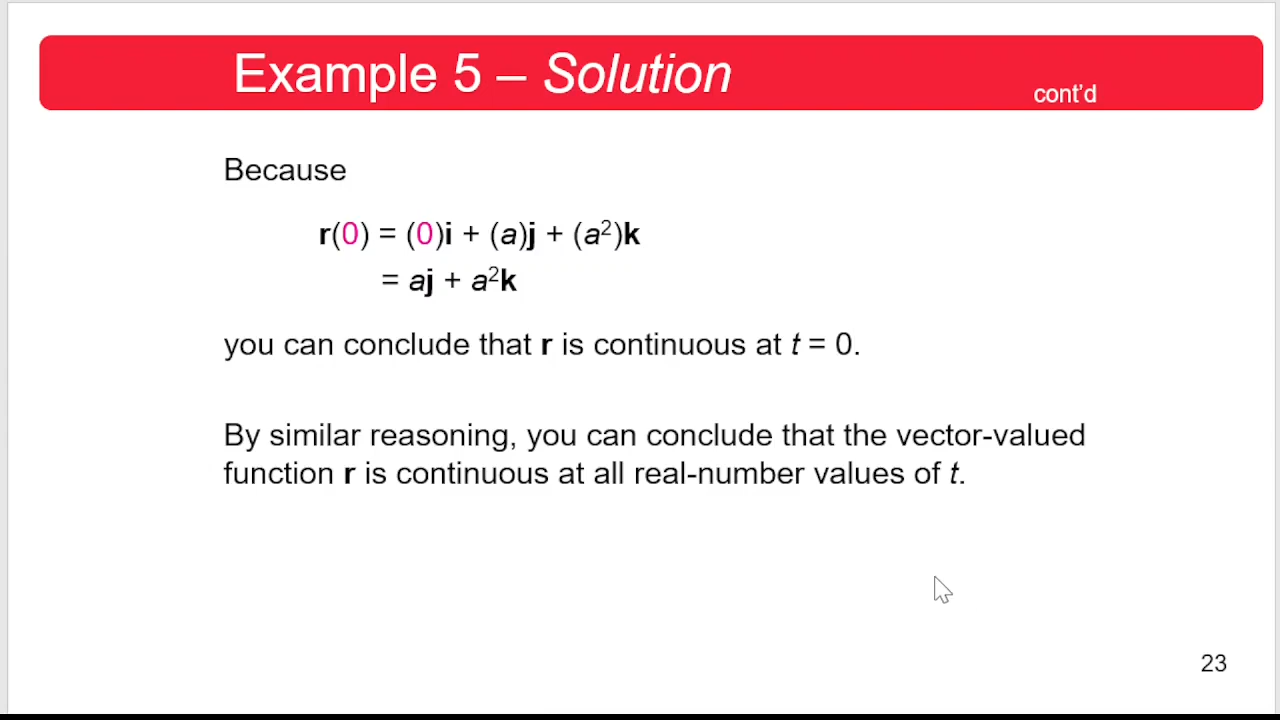 Example 5 – Solution
cont'd
Because
r(0) = (0)i + (a)j + (a²)k
= aj + a²k
you can conclude that r is continuous at t = 0.
By similar reasoning, you can conclude that the vector-valued
function r is continuous at all real-number values of t.
23